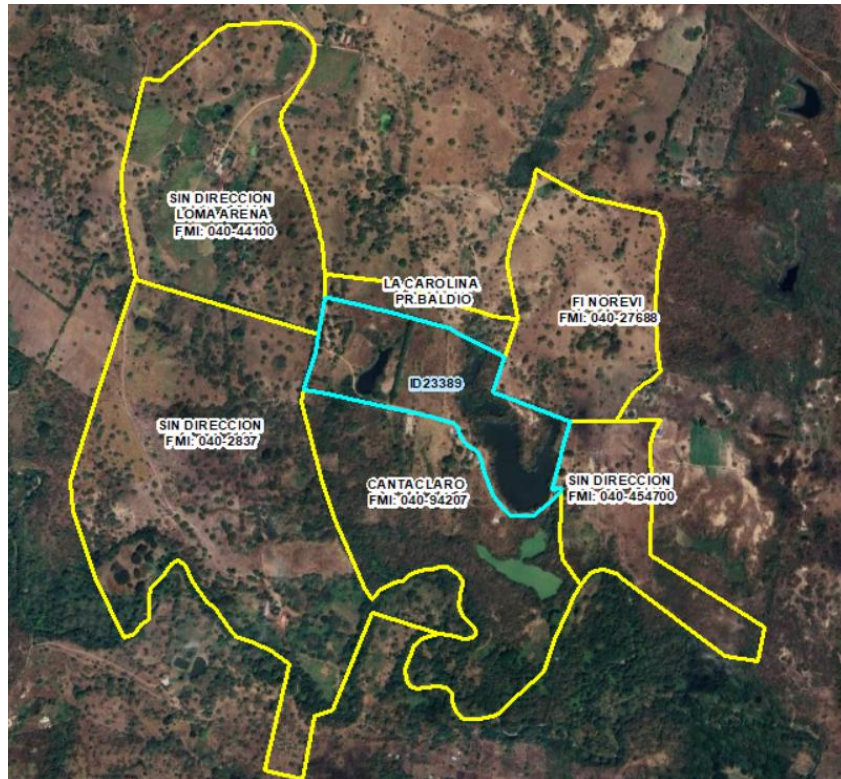 SIN DIRECCION
LOMA ARENA
FMI: 040-44100
LA CAROLINA
PR.BALDIO
FI NOREVI
FMI: 040-27688
ID23389
SIN DIRECCION
FMI: 040-2837
CANTACLARO
FMI: 040-94207
SIN DIRECCION
FMI: 040-454700